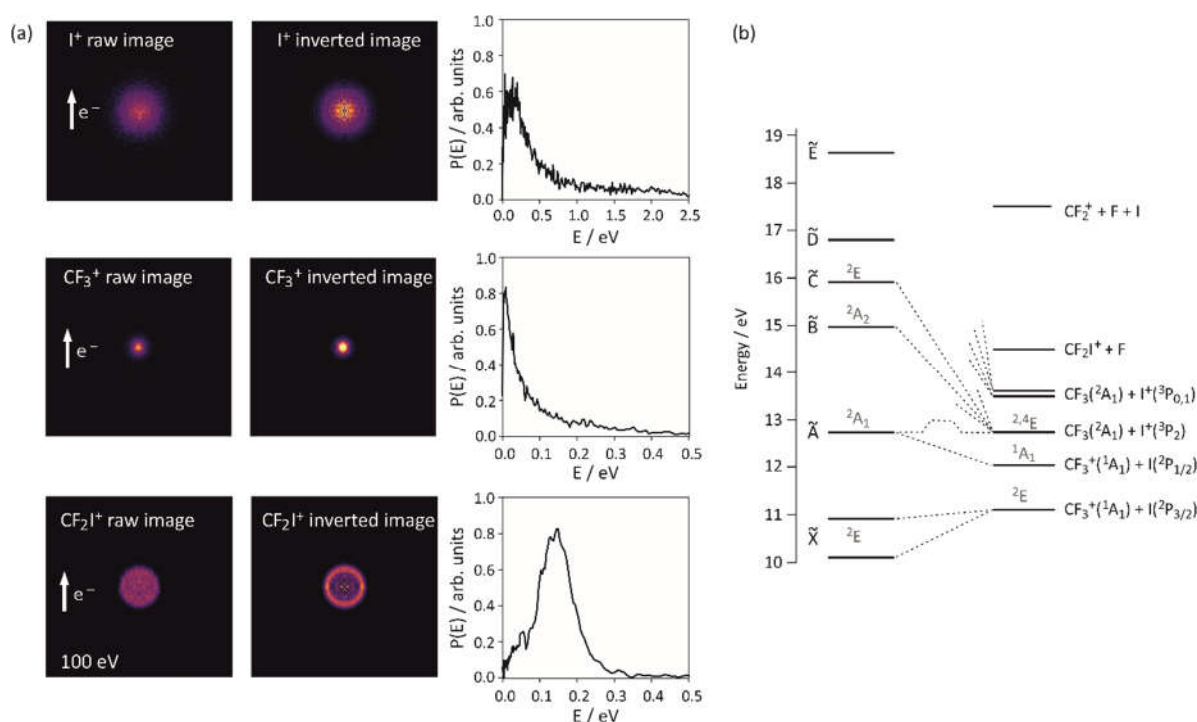 (a)
I⁺ raw image
e⁻
I⁺ inverted image
P(E) / arb. units
1.0
0.8
0.6
0.4
0.2
0.0
0.0 0.5 1.0 1.5 2.0 2.5
E / eV
CF₃⁺ raw image
e⁻
CF₃⁺ inverted image
P(E) / arb. units
1.0
0.8
0.6
0.4
0.2
0.0
0.0 0.1 0.2 0.3 0.4 0.5
E / eV
CF₂I⁺ raw image
e⁻
100 eV
CF₂I⁺ inverted image
P(E) / arb. units
1.0
0.8
0.6
0.4
0.2
0.0
0.0 0.1 0.2 0.3 0.4 0.5
E / eV
(b)
Energy / eV
19
18
17
16
15
14
13
12
11
10
Ẽ
D̃
C̃ ²E
B̃ ²A₂
Ã ²A₁
X̃ ²E
CF₂⁺ + F + I
CF₂I⁺ + F
CF₃(²A₁) + I⁺(³P₀,₁)
²,⁴E CF₃(²A₁) + I⁺(³P₂)
¹A₁ CF₃⁺(¹A₁) + I(²P₁/₂)
²E CF₃⁺(¹A₁) + I(²P₃/₂)